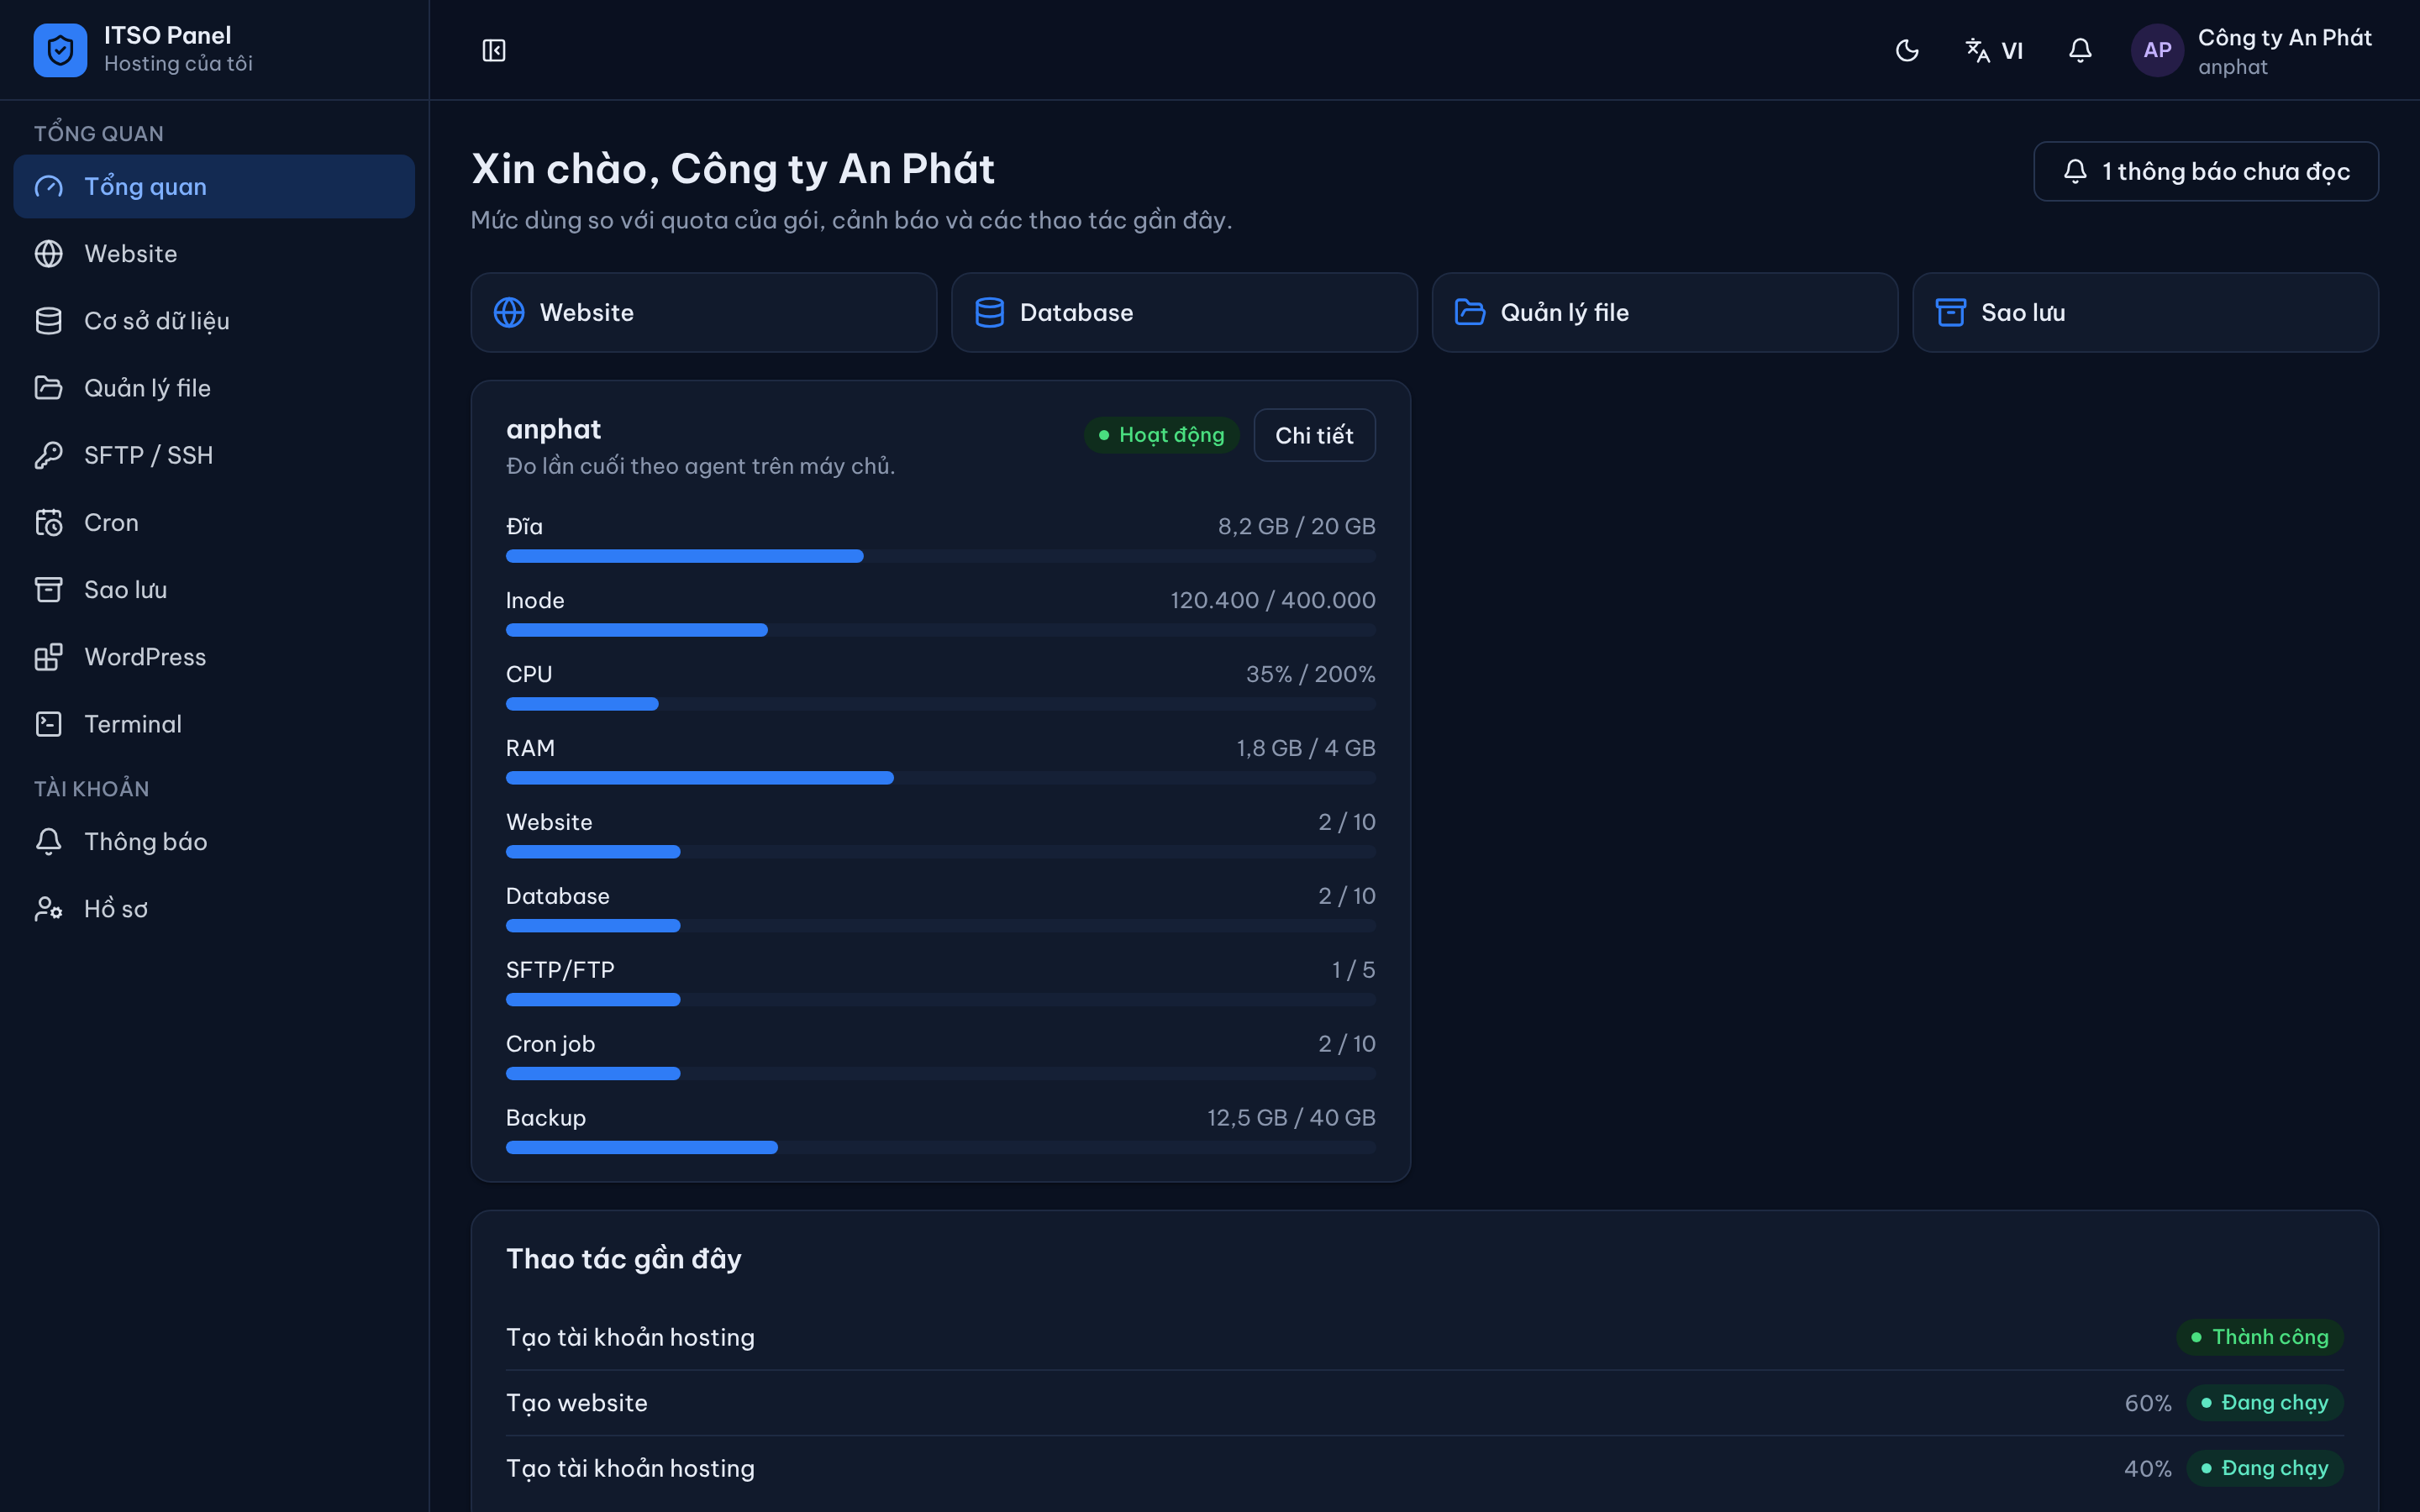 ITSO Panel
Hosting của tôi
TỔNG QUAN
Tổng quan
Website
Cơ sở dữ liệu
Quản lý file
SFTP / SSH
Cron
Sao lưu
WordPress
Terminal
TÀI KHOẢN
Thông báo
Hồ sơ
VI
AP
Công ty An Phát
anphat
Xin chào, Công ty An Phát
Mức dùng so với quota của gói, cảnh báo và các thao tác gần đây.
1 thông báo chưa đọc
Website
Database
Quản lý file
Sao lưu
anphat
Đo lần cuối theo agent trên máy chủ.
Hoạt động
Chi tiết
Đĩa 8,2 GB / 20 GB
Inode 120.400 / 400.000
CPU 35% / 200%
RAM 1,8 GB / 4 GB
Website 2 / 10
Database 2 / 10
SFTP/FTP 1 / 5
Cron job 2 / 10
Backup 12,5 GB / 40 GB
Thao tác gần đây
Tạo tài khoản hosting Thành công
Tạo website 60% Đang chạy
Tạo tài khoản hosting 40% Đang chạy